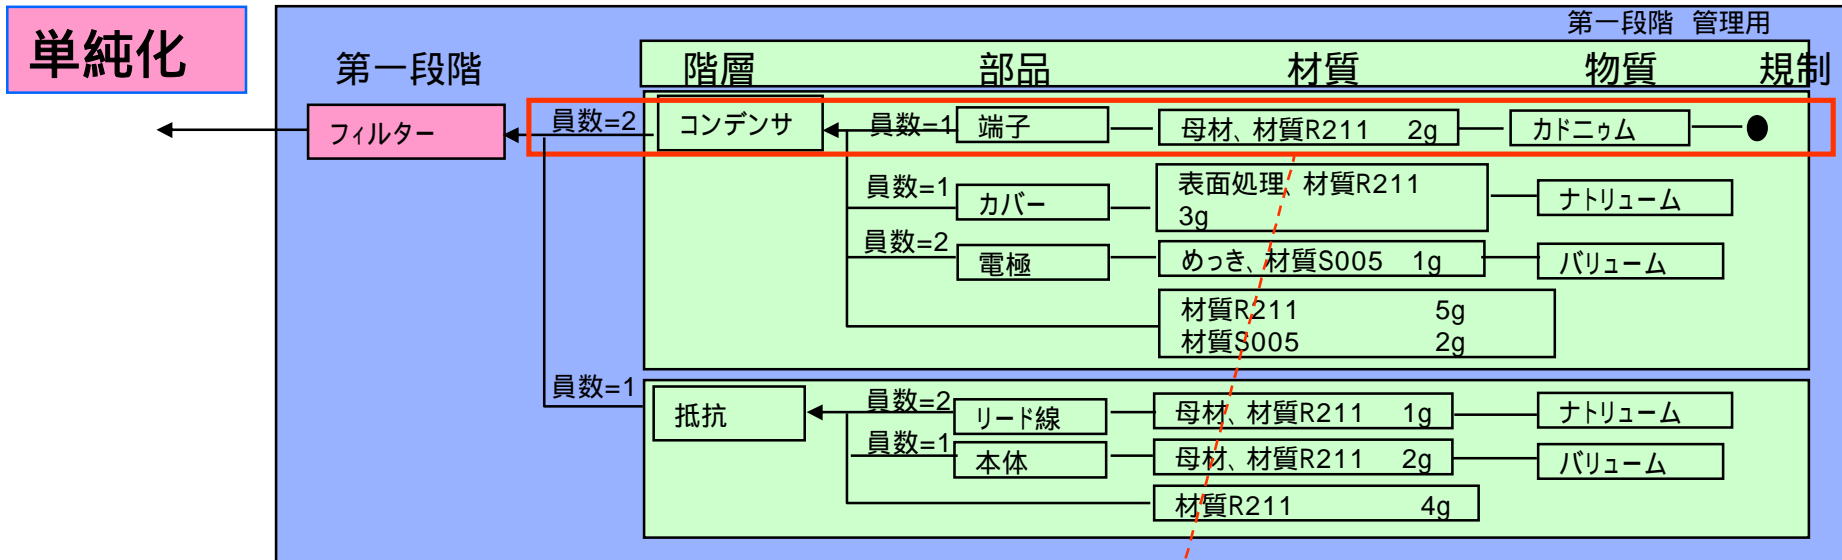 単純化
第一段階 管理用
第一段階 階層 部品 材質 物質 規制
フィルター 員数=2 コンデンサ 員数=1 端子 母材、材質R211 2g カドニゥム ●
員数=1 カバー 表面処理、材質R211
3g ナトリューム
員数=2 電極 めっき、材質S005 1g バリューム
材質R211 5g
材質S005 2g
員数=1 抵抗 員数=2 リード線 母材、材質R211 1g ナトリューム
員数=1 本体 母材、材質R211 2g バリューム
材質R211 4g